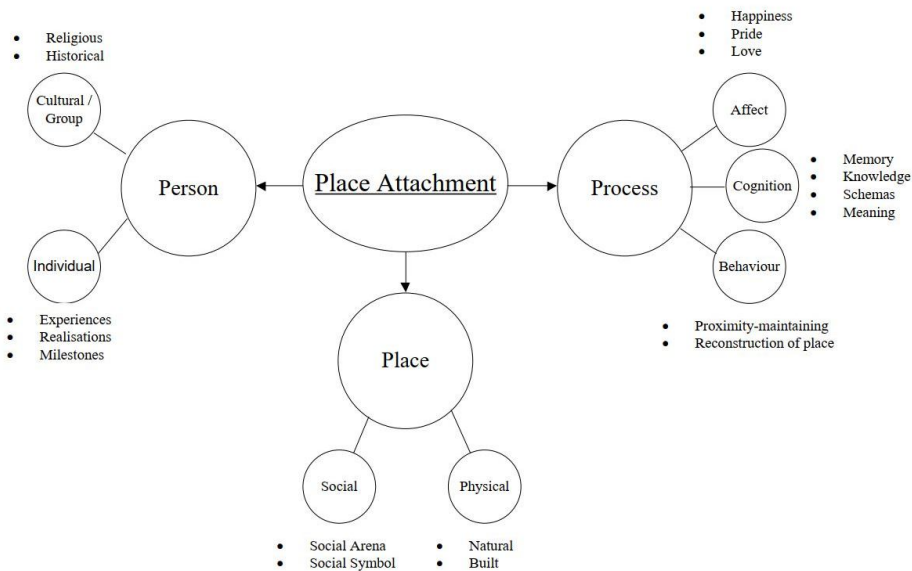 • Happiness
• Pride
• Love
• Religious
• Historical
Cultural /
Group
Affect
Person
Place Attachment
Process
Cognition
• Memory
• Knowledge
• Schemas
• Meaning
Individual
Behaviour
• Experiences
• Realisations
• Milestones
• Proximity-maintaining
• Reconstruction of place
Place
Social
Physical
• Social Arena
• Social Symbol
• Natural
• Built